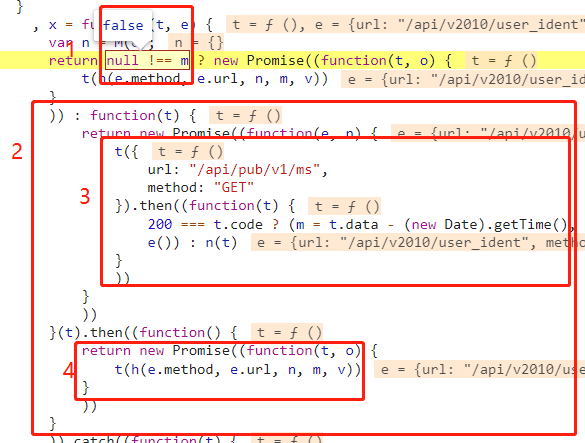 }
, x = fu false (t, e) { t = ƒ (), e = {url: "/api/v2010/user_ident"
var n = M(t); n = {}
1
return null !== m ? new Promise((function(t, o) { t = ƒ ()
t(h(e.method, e.url, n, m, v)) e = {url: "/api/v2010/user_id
}
)) : function(t) { t = ƒ ()
2
return new Promise((function(e, n) { e = {url: "/api/v2010/u
t({ t = ƒ ()
url: "/api/pub/v1/ms",
3
method: "GET"
}).then((function(t) { t = ƒ ()
200 === t.code ? (m = t.data - (new Date).getTime(),
e()) : n(t) e = {url: "/api/v2010/user_ident", metho
}
))
}
))
}(t).then((function() { t = ƒ ()
return new Promise((function(t, o) {
4
t(h(e.method, e.url, n, m, v)) e = {url: "/api/v2010/use
}
))
}
)).catch((function(t) { t = ƒ ()